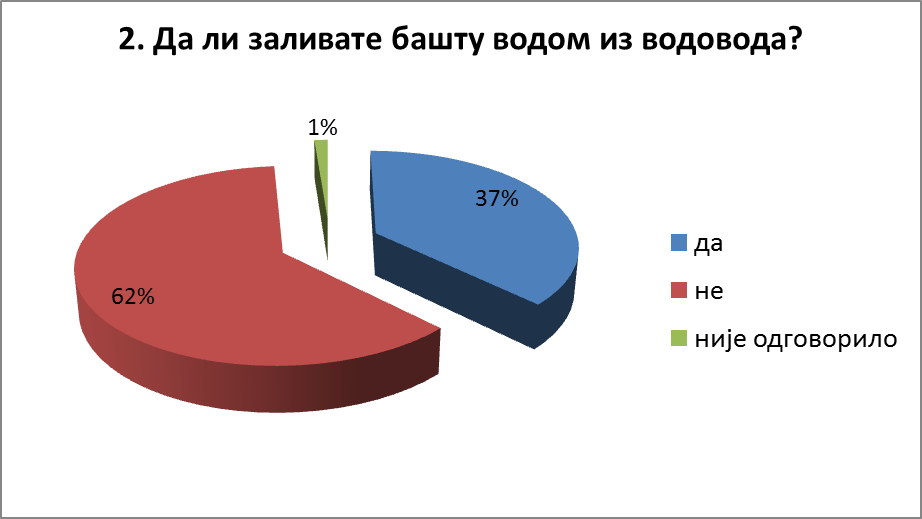 2. Да ли заливате башту водом из водовода?
1%
37%
62%
да
не
није одговорило